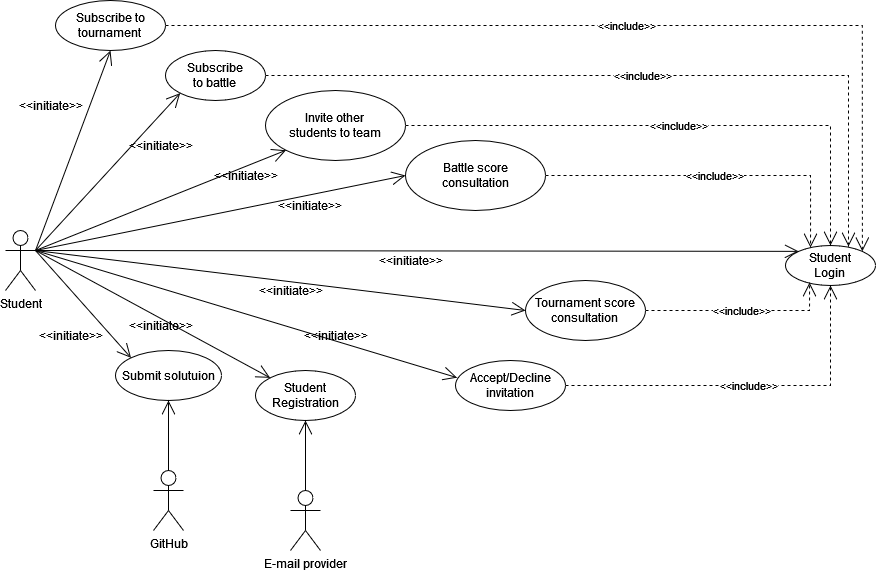 Subscribe to
tournament
<<include>>
Subscribe
to battle
<<include>>
<<initiate>>
Invite other
students to team
<<include>>
<<initiate>>
Battle score
consultation
<<include>>
<<initiate>>
<<initiate>>
Student
Login
<<initiate>>
Student
<<initiate>>
Tournament score
consultation
<<include>>
<<initiate>>
<<initiate>>
<<initiate>>
Submit solutuion
Student
Registration
Accept/Decline
invitation
<<include>>
GitHub
E-mail provider